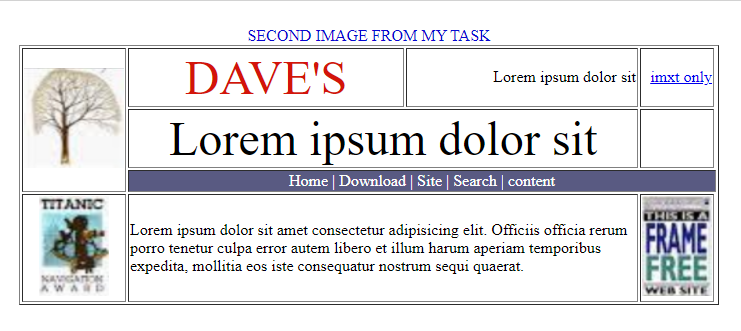 SECOND IMAGE FROM MY TASK
DAVE'S
Lorem ipsum dolor sit
imxt only
Lorem ipsum dolor sit
Home | Download | Site | Search | content
TITANIC
NAVIGATION
AWARD
Lorem ipsum dolor sit amet consectetur adipisicing elit. Officiis officia rerum
porro tenetur culpa error autem libero et illum harum aperiam temporibus
expedita, mollitia eos iste consequatur nostrum sequi quaerat.
THIS IS A
FRAME
FREE
WEB SITE